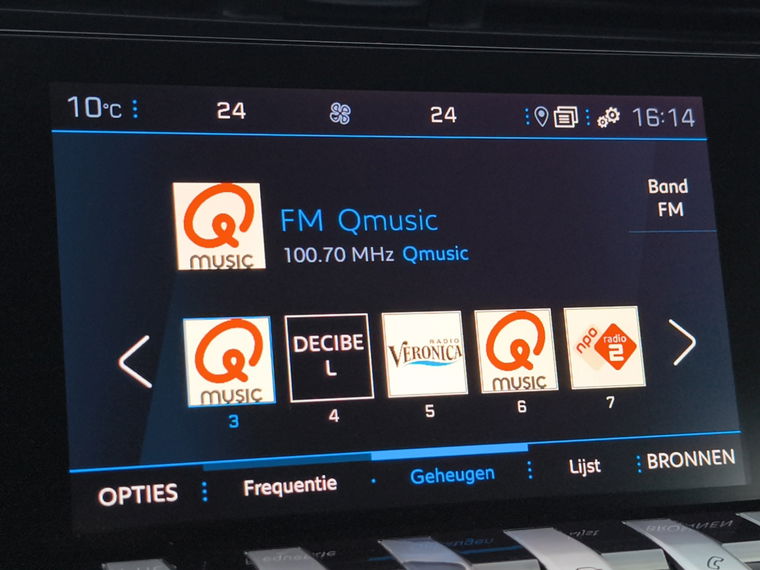 10°C 24 24 16:14
Band
FM
MUSIC
FM Qmusic
100.70 MHz Qmusic
MUSIC
DECIBE
L
RADIO
VERONICA
MUSIC
npo
radio
2
3 4 5 6 7
OPTIES Frequentie Geheugen Lijst BRONNEN